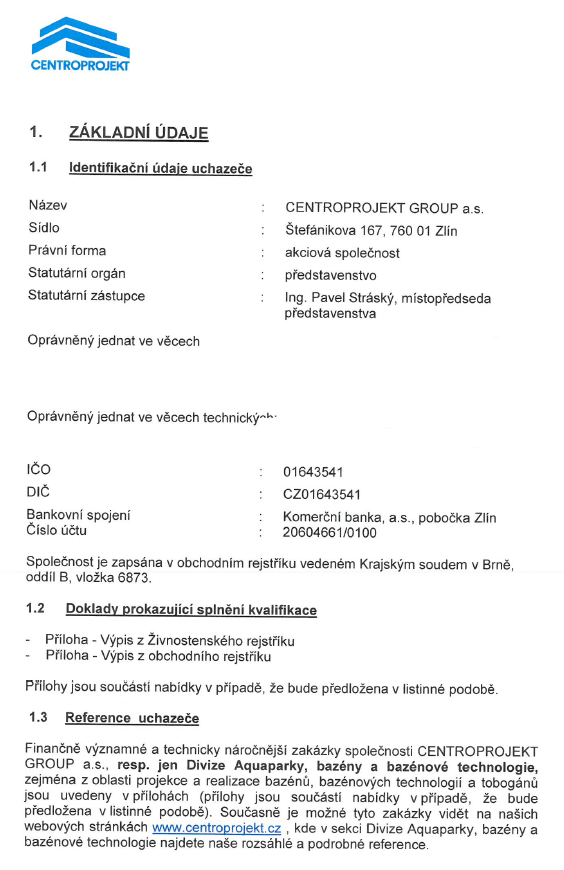 CENTROPROJEKT
1. ZÁKLADNÍ ÚDAJE
1.1 Identifikační údaje uchazeče
Název : CENTROPROJEKT GROUP a.s.
Sídlo : Štefánikova 167, 760 01 Zlín
Právní forma : akciová společnost
Statutární orgán : představenstvo
Statutární zástupce : Ing. Pavel Stráský, místopředseda
představenstva
Oprávněný jednat ve věcech
Oprávněný jednat ve věcech technických:
IČO : 01643541
DIČ : CZ01643541
Bankovní spojení : Komerční banka, a.s., pobočka Zlín
Číslo účtu : 20604661/0100
Společnost je zapsána v obchodním rejstříku vedeném Krajským soudem v Brně,
oddíl B, vložka 6873.
1.2 Doklady prokazující splnění kvalifikace
- Příloha - Výpis z Živnostenského rejstříku
- Příloha - Výpis z obchodního rejstříku
Přílohy jsou součástí nabídky v případě, že bude předložena v listinné podobě.
1.3 Reference uchazeče
Finančně významné a technicky náročnější zakázky společnosti CENTROPROJEKT
GROUP a.s., resp. jen Divize Aquaparky, bazény a bazénové technologie,
zejména z oblasti projekce a realizace bazénů, bazénových technologií a tobogánů
jsou uvedeny v přílohách (přílohy jsou součástí nabídky v případě, že bude
předložena v listinné podobě). Současně je možné tyto zakázky vidět na našich
webových stránkách www.centroprojekt.cz , kde v sekci Divize Aquaparky, bazény a
bazénové technologie najdete naše rozsáhlé a podrobné reference.